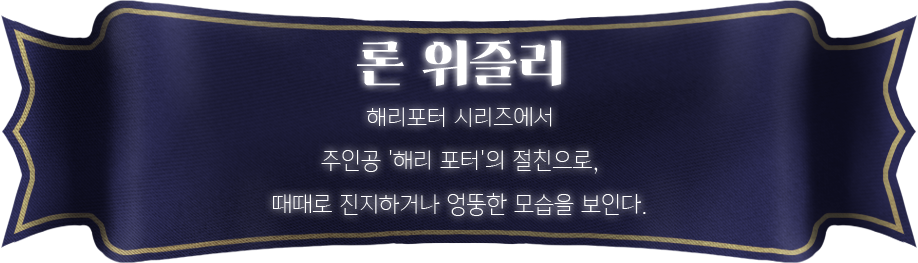 론 위즐리
해리포터 시리즈에서
주인공 '해리 포터'의 절친으로,
때때로 진지하거나 엉뚱한 모습을 보인다.